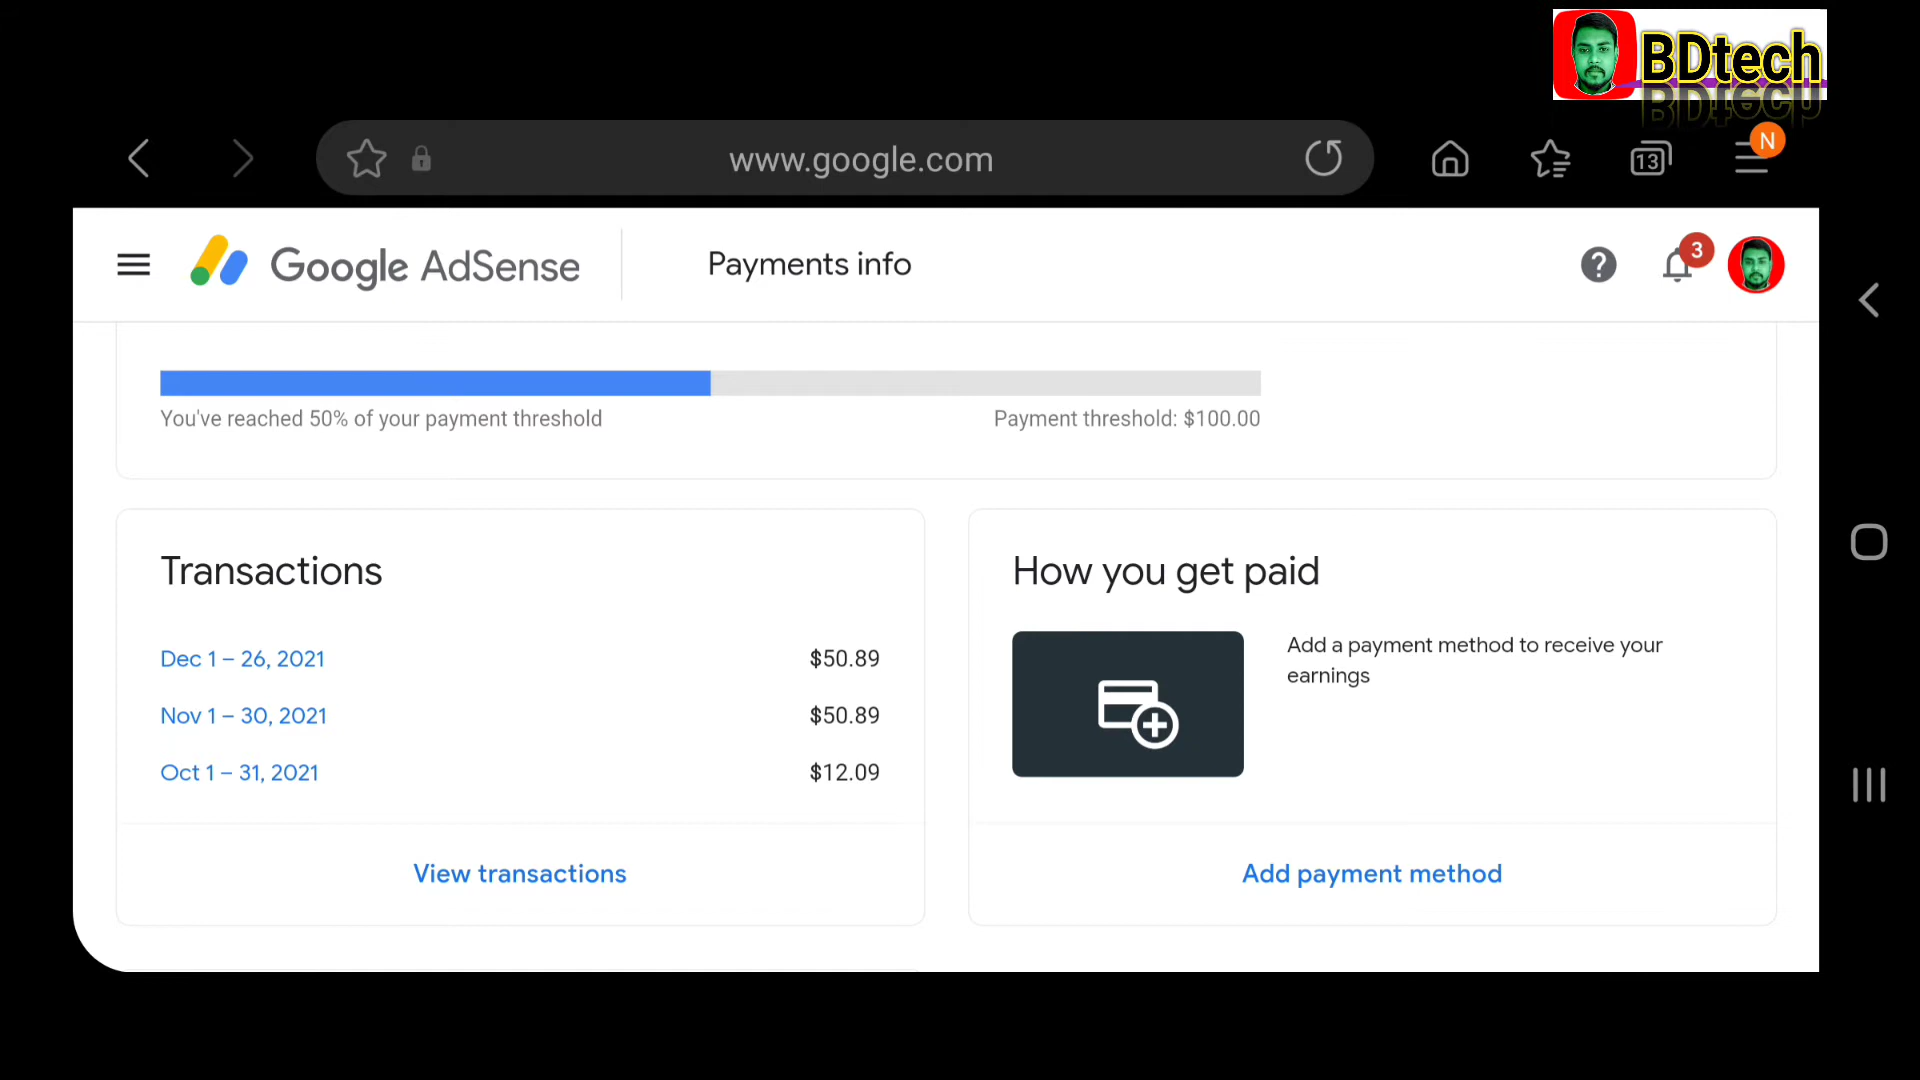 BDtech
www.google.com
13
N
Google AdSense
Payments info
3
You've reached 50% of your payment threshold
Payment threshold: $100.00
Transactions
Dec 1 – 26, 2021 $50.89
Nov 1 – 30, 2021 $50.89
Oct 1 – 31, 2021 $12.09
View transactions
How you get paid
Add a payment method to receive your
earnings
Add payment method